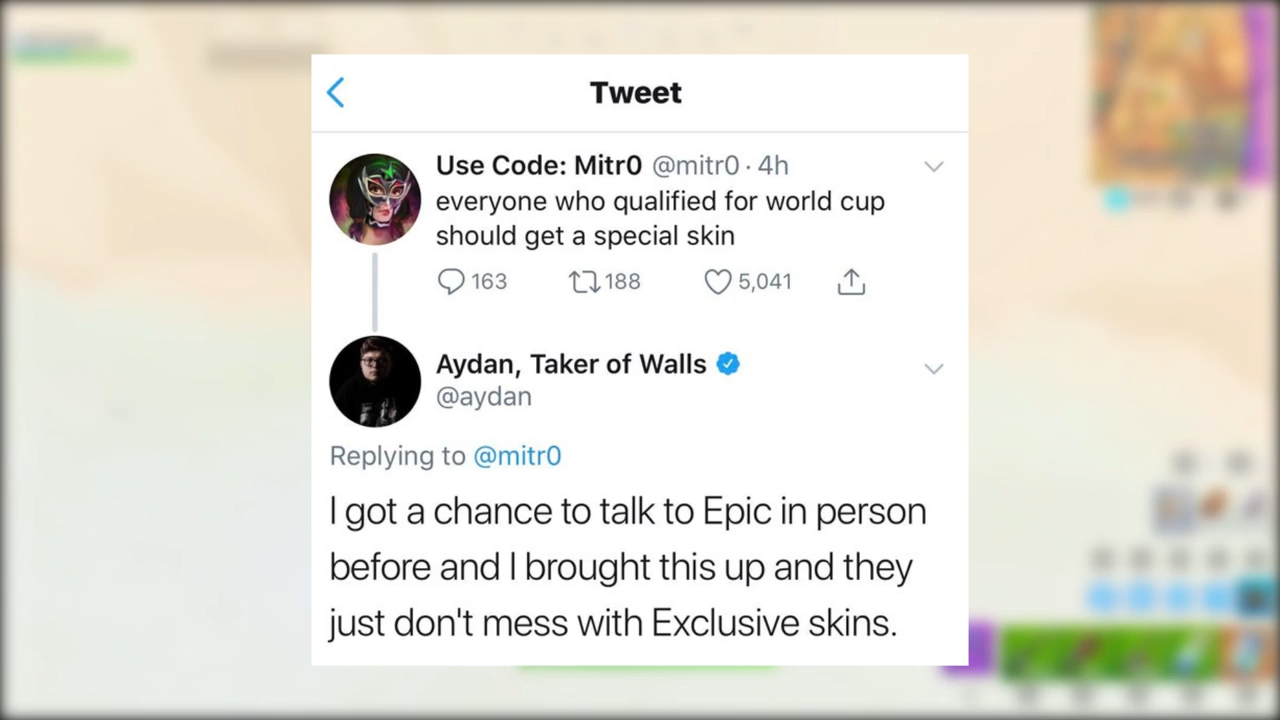 Tweet
Use Code: Mitr0 @mitr0 · 4h
everyone who qualified for world cup
should get a special skin
163 188 5,041
Aydan, Taker of Walls
@aydan
Replying to @mitr0
I got a chance to talk to Epic in person
before and I brought this up and they
just don't mess with Exclusive skins.